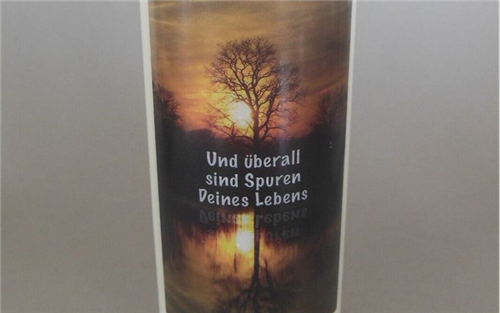 Und überall
sind Spuren
Deines Lebens